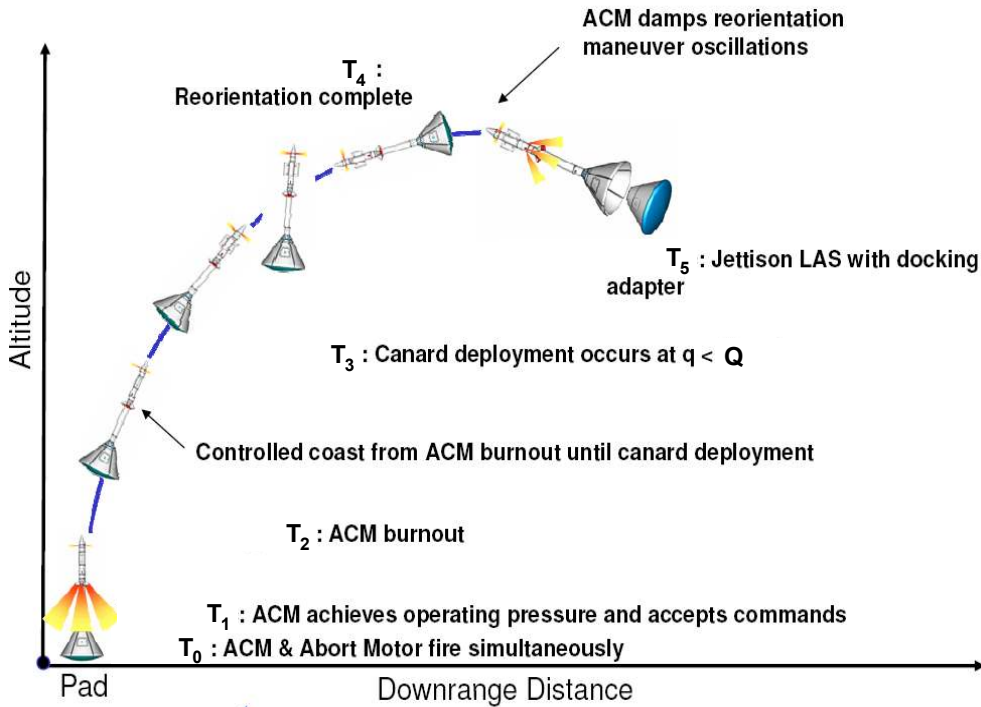 ACM damps reorientation
maneuver oscillations
T4 :
Reorientation complete
T5 : Jettison LAS with docking
adapter
Altitude
T3 : Canard deployment occurs at q < Q
Controlled coast from ACM burnout until canard deployment
T2 : ACM burnout
T1 : ACM achieves operating pressure and accepts commands
T0 : ACM & Abort Motor fire simultaneously
Pad
Downrange Distance